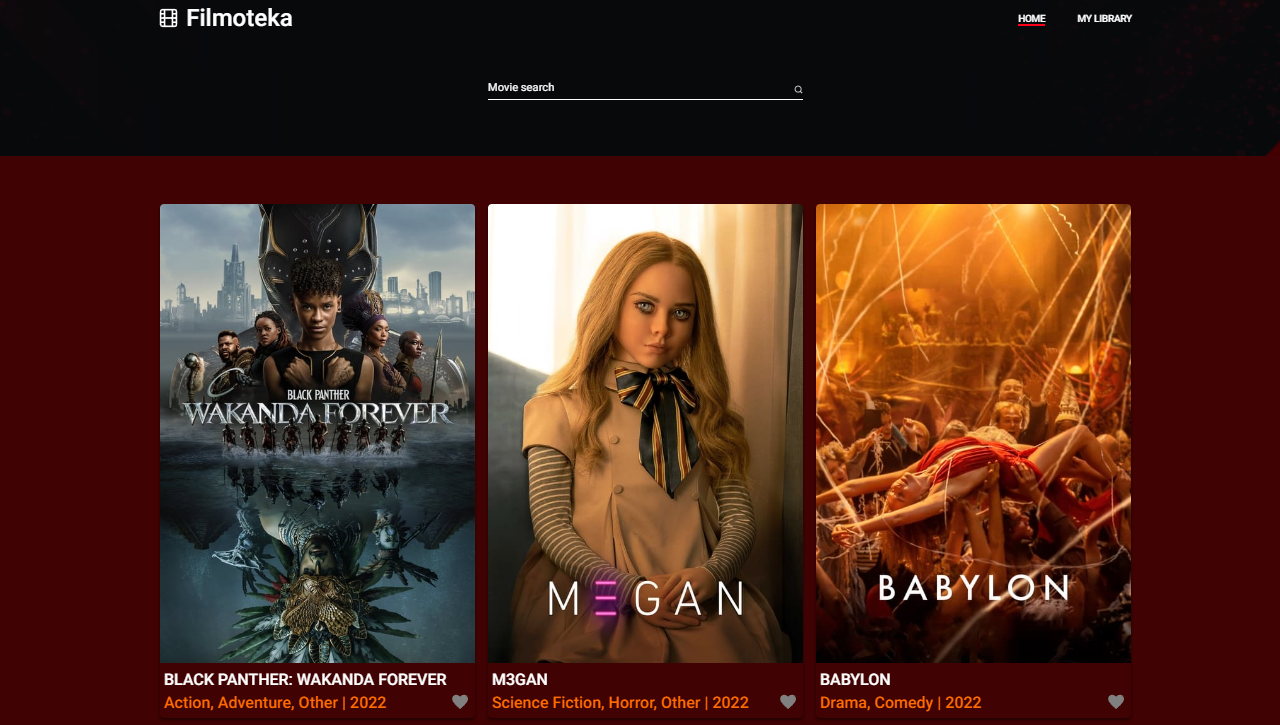 Filmoteka
HOME
MY LIBRARY
Movie search
BLACK PANTHER
WAKANDA FOREVER
M3GAN
BABYLON
BLACK PANTHER: WAKANDA FOREVER
Action, Adventure, Other | 2022
M3GAN
Science Fiction, Horror, Other | 2022
BABYLON
Drama, Comedy | 2022